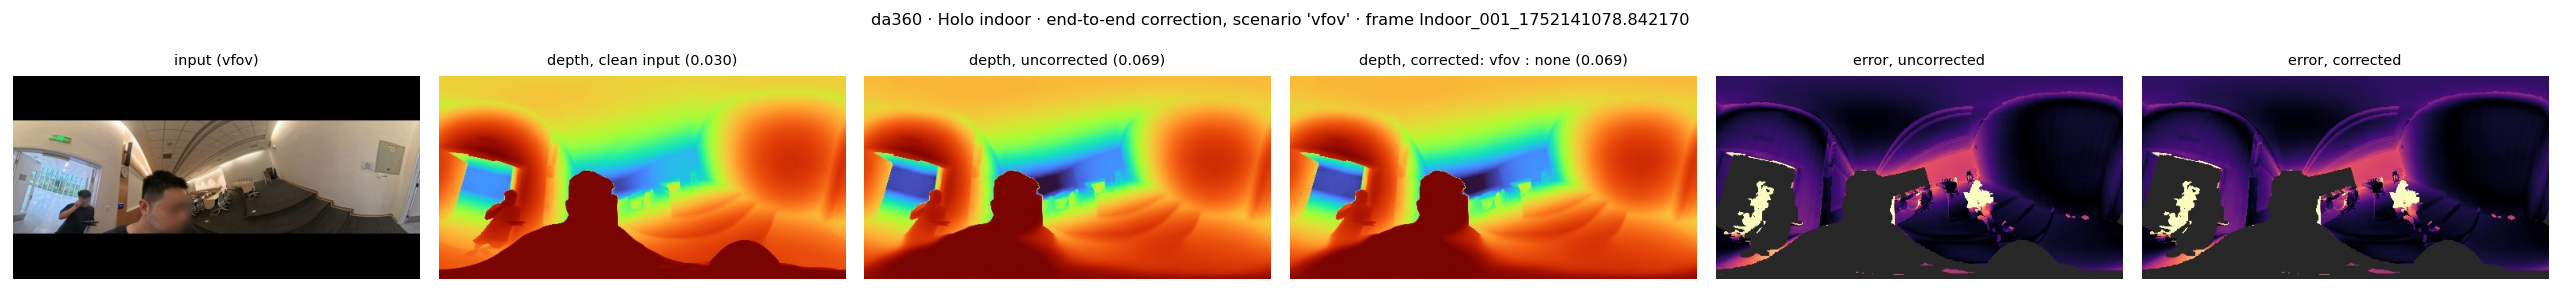 da360 · Holo indoor · end-to-end correction, scenario 'vfov' · frame Indoor_001_1752141078.842170
input (vfov)
depth, clean input (0.030)
depth, uncorrected (0.069)
depth, corrected: vfov : none (0.069)
error, uncorrected
error, corrected